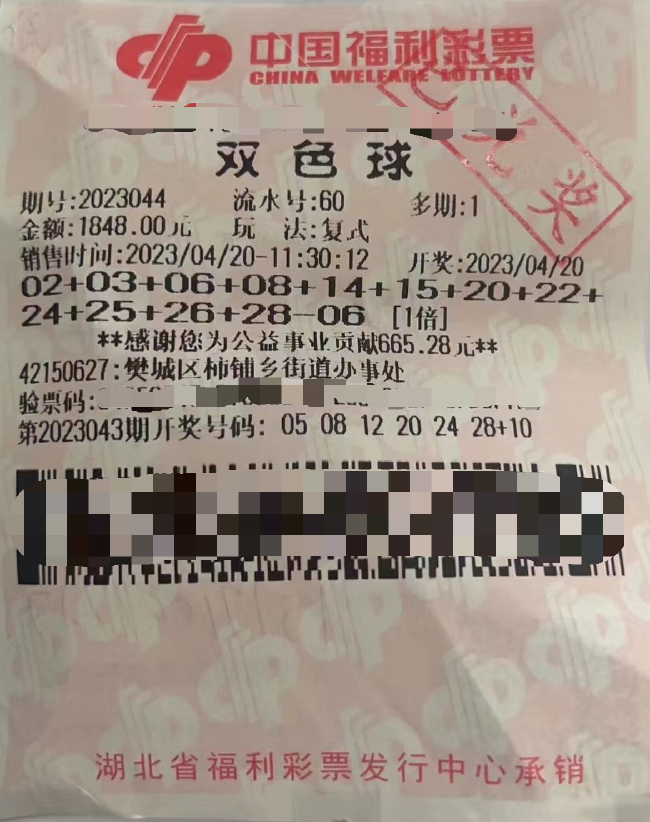 中国福利彩票
CHINA WELFARE LOTTERY
已兑奖
双色球
期号:2023044 流水号:60 多期:1
金额:1848.00元 玩 法:复式
销售时间:2023/04/20-11:30:12 开奖:2023/04/20
02+03+06+08+14+15+20+22+
24+25+26+28-06 [1倍]
**感谢您为公益事业贡献665.28元**
42150627:樊城区柿铺乡街道办事处
验票码:
第2023043期开奖号码: 05 08 12 20 24 28+10
湖北省福利彩票发行中心承销